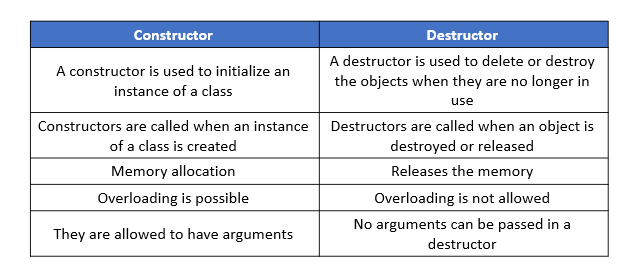 Constructor
Destructor
A constructor is used to initialize an
instance of a class
A destructor is used to delete or destroy
the objects when they are no longer in
use
Constructors are called when an instance
of a class is created
Destructors are called when an object is
destroyed or released
Memory allocation
Releases the memory
Overloading is possible
Overloading is not allowed
They are allowed to have arguments
No arguments can be passed in a
destructor